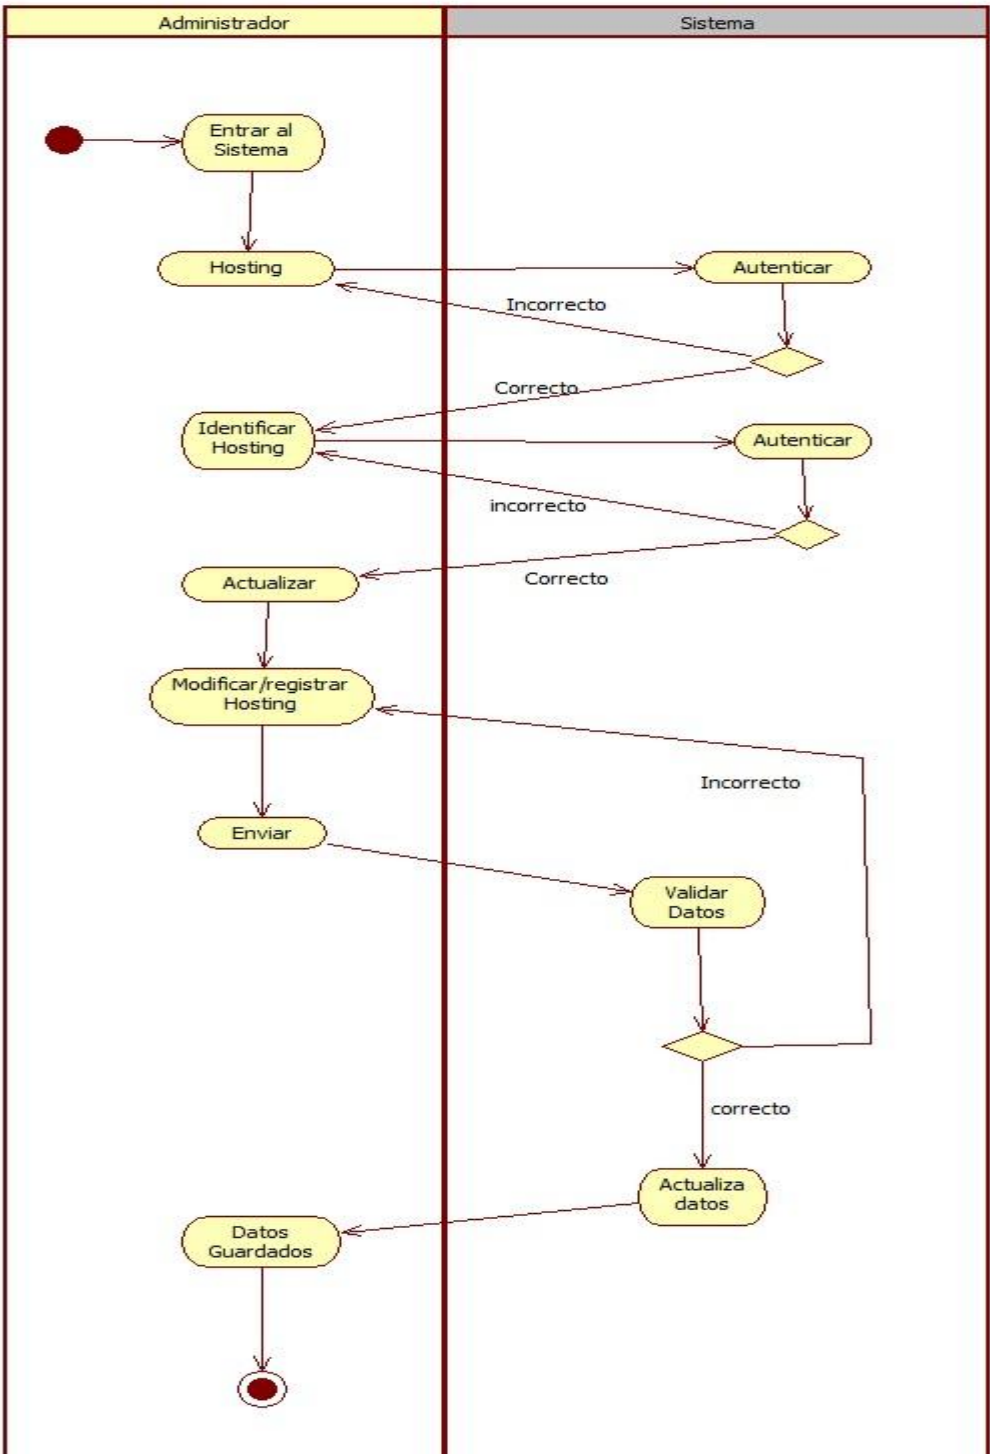 Administrador
Sistema
Entrar al
Sistema
Hosting
Autenticar
Incorrecto
Correcto
Identificar
Hosting
Autenticar
incorrecto
Actualizar
Correcto
Modificar/registrar
Hosting
Incorrecto
Enviar
Validar
Datos
correcto
Actualiza
datos
Datos
Guardados